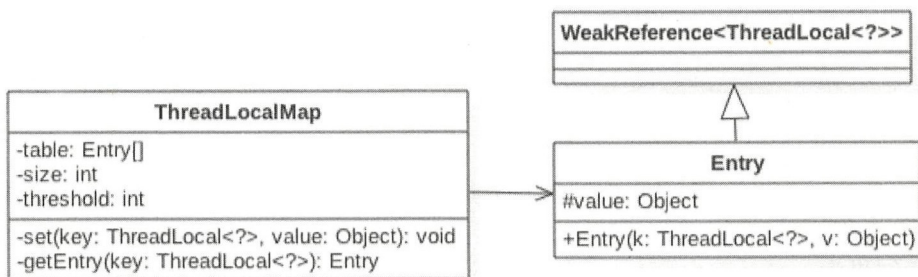 WeakReference<ThreadLocal<?>>
ThreadLocalMap
-table: Entry[]
-size: int
-threshold: int
-set(key: ThreadLocal<?>, value: Object): void
-getEntry(key: ThreadLocal<?>): Entry
Entry
#value: Object
+Entry(k: ThreadLocal<?>, v: Object)